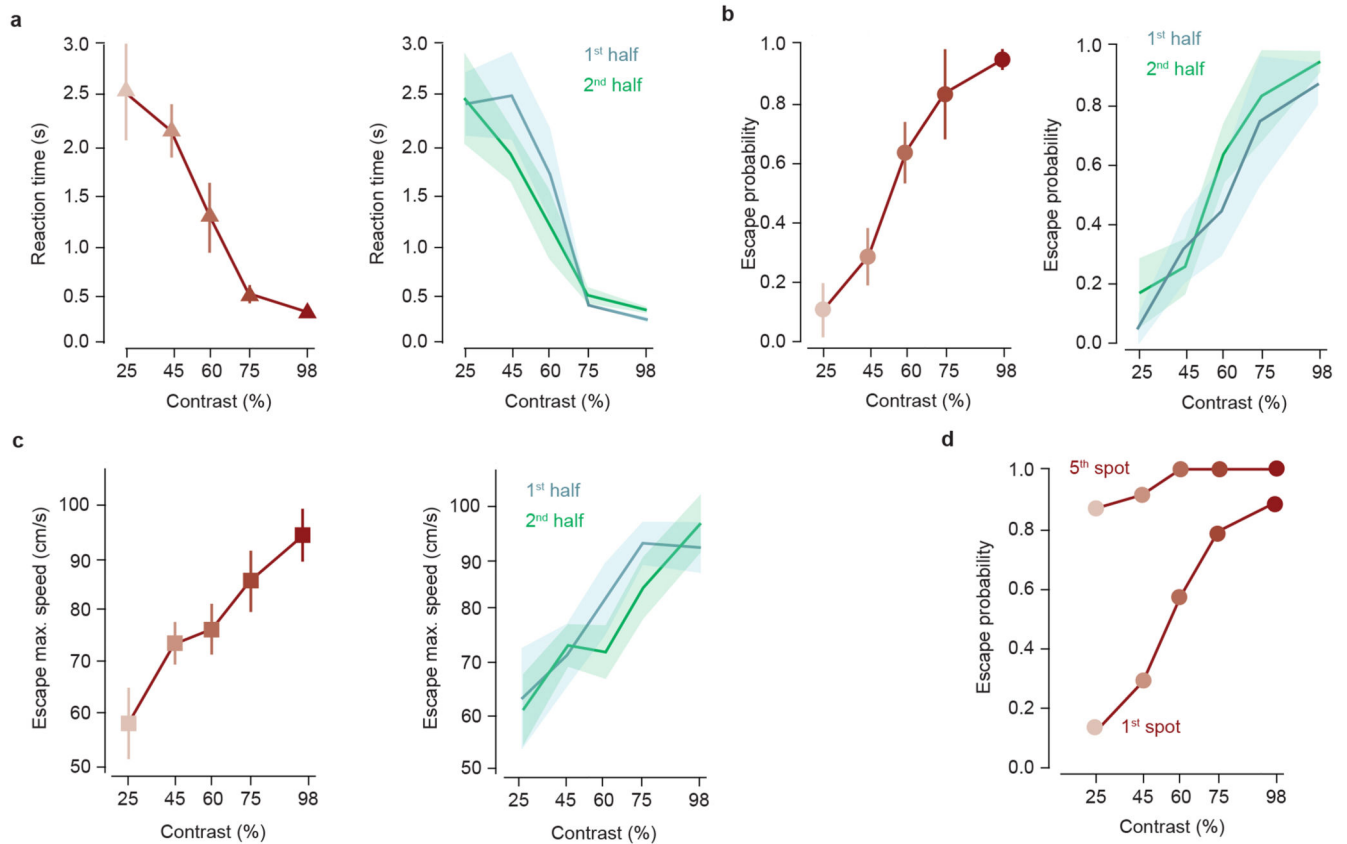 a
3.0
2.5
2.0
1.5
1.0
0.5
0.0
Reaction time (s)
25 45 60 75 98
Contrast (%)
3.0
2.5
2.0
1.5
1.0
0.5
0.0
Reaction time (s)
1st half
2nd half
25 45 60 75 98
Contrast (%)
b
1.0
0.8
0.6
0.4
0.2
0.0
Escape probability
25 45 60 75 98
Contrast (%)
1.0
0.8
0.6
0.4
0.2
0.0
Escape probability
1st half
2nd half
25 45 60 75 98
Contrast (%)
c
100
90
80
70
60
50
Escape max. speed (cm/s)
25 45 60 75 98
Contrast (%)
100
90
80
70
60
50
Escape max. speed (cm/s)
1st half
2nd half
25 45 60 75 98
Contrast (%)
d
1.0
0.8
0.6
0.4
0.2
0.0
Escape probability
5th spot
1st spot
25 45 60 75 98
Contrast (%)